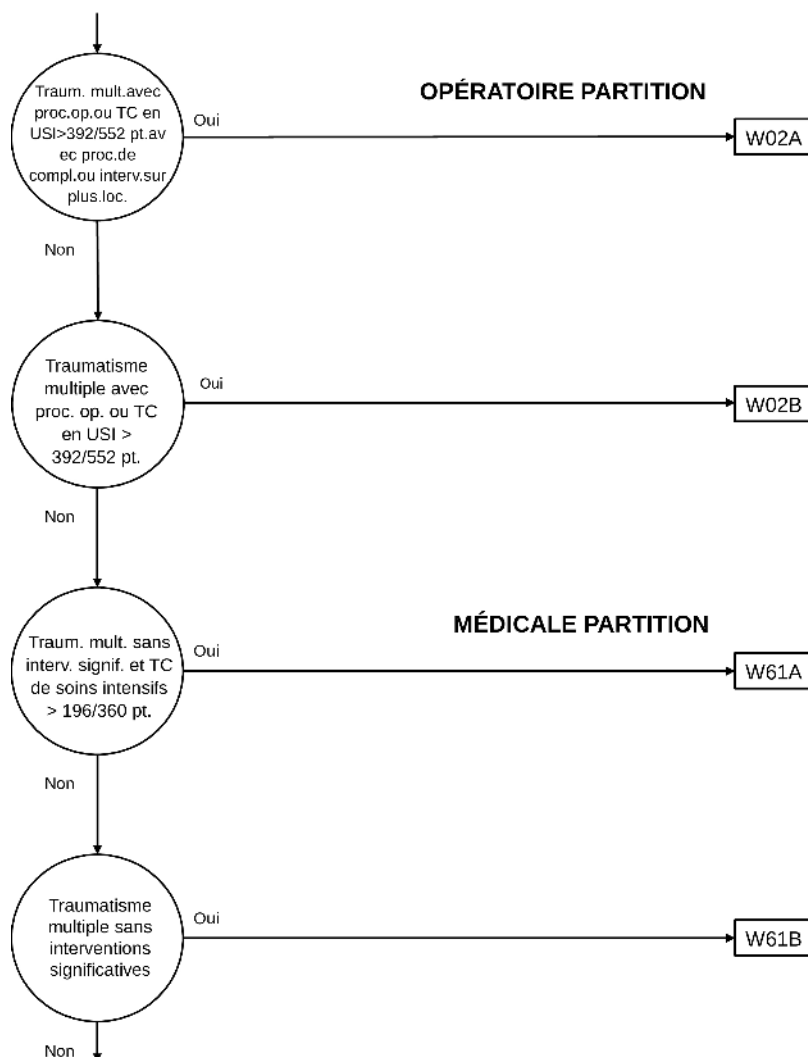 Traum. mult.avec
proc.op.ou TC en
USI>392/552 pt.av
ec proc.de
compl.ou interv.sur
plus.loc.
Oui
OPÉRATOIRE PARTITION
W02A
Non
Traumatisme
multiple avec
proc. op. ou TC
en USI >
392/552 pt.
Oui
W02B
Non
Traum. mult. sans
interv. signif. et TC
de soins intensifs
> 196/360 pt.
Oui
MÉDICALE PARTITION
W61A
Non
Traumatisme
multiple sans
interventions
significatives
Oui
W61B
Non